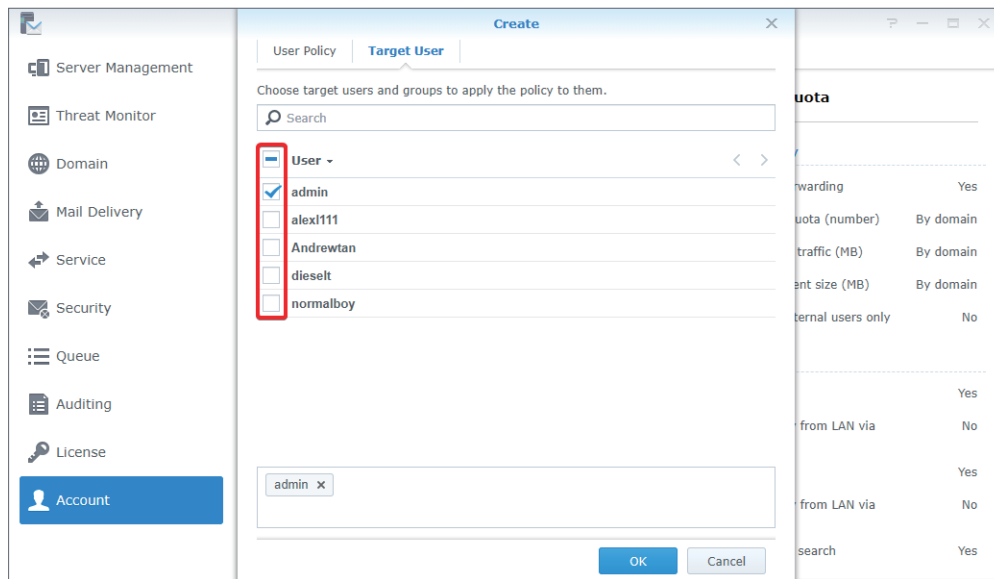 Create
Server Management
Threat Monitor
Domain
Mail Delivery
Service
Security
Queue
Auditing
License
Account
User Policy
Target User
Choose target users and groups to apply the policy to them.
Search
User
admin
alexl111
Andrewtan
dieselt
normalboy
admin x
OK
Cancel
uota
y
rwarding Yes
uota (number) By domain
traffic (MB) By domain
ent size (MB) By domain
ternal users only No
Yes
from LAN via No
Yes
from LAN via No
search Yes